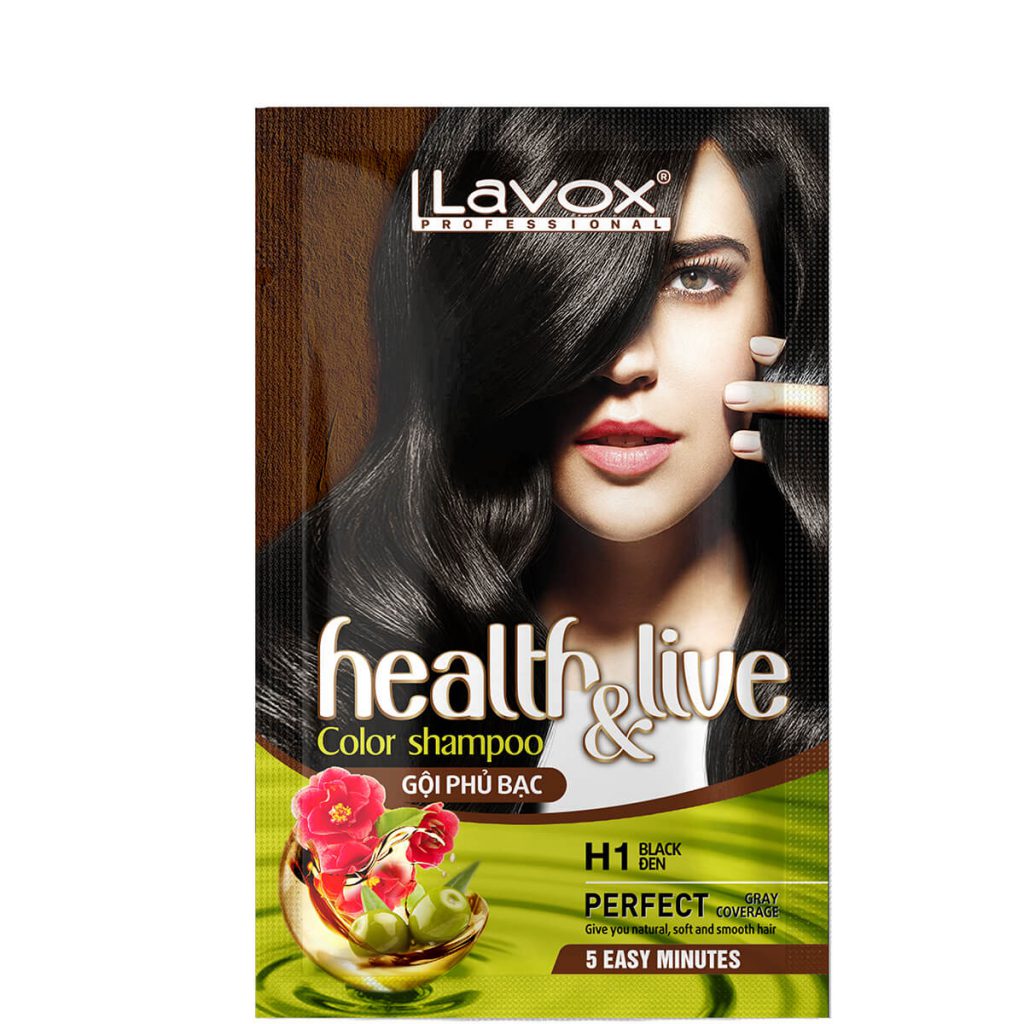 Lavox®
PROFESSIONAL
health & live
Color shampoo
GỘI PHỦ BẠC
H1 BLACK
ĐEN
PERFECT GRAY
COVERAGE
Give you natural, soft and smooth hair
5 EASY MINUTES